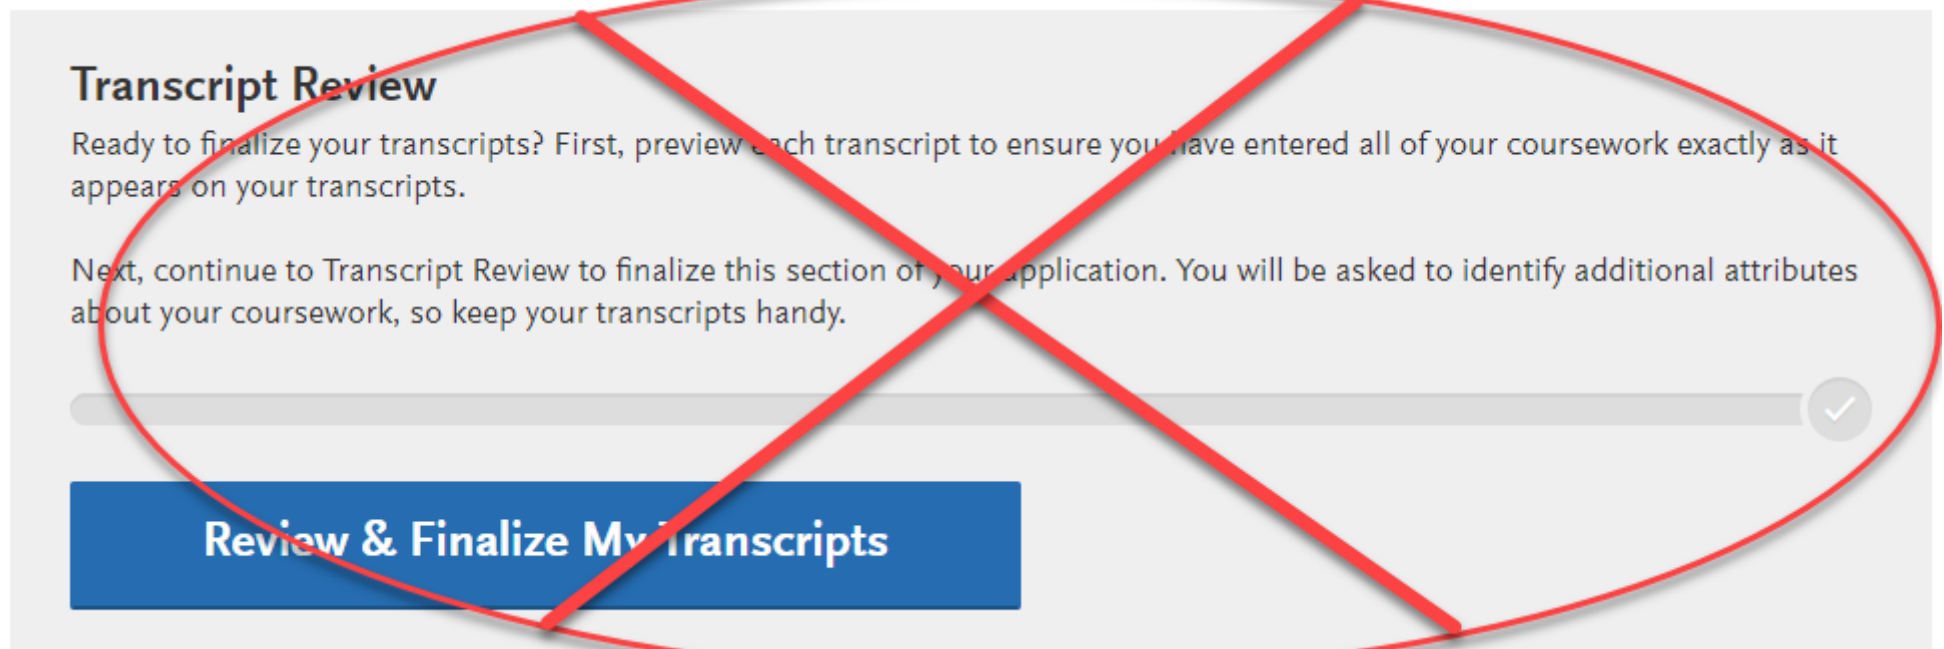 Transcript Review
Ready to finalize your transcripts? First, preview each transcript to ensure you have entered all of your coursework exactly as it
appears on your transcripts.
Next, continue to Transcript Review to finalize this section of your application. You will be asked to identify additional attributes
about your coursework, so keep your transcripts handy.
Review & Finalize My Transcripts